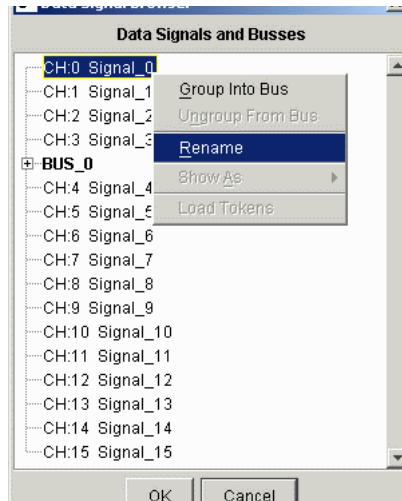 Data Signal Browser
Data Signals and Busses
CH:0 Signal_0
CH:1 Signal_1
Group Into Bus
CH:2 Signal_2
Ungroup From Bus
CH:3 Signal_3
Rename
BUS_0
Show As
CH:4 Signal_4
CH:5 Signal_5
Load Tokens
CH:6 Signal_6
CH:7 Signal_7
CH:8 Signal_8
CH:9 Signal_9
CH:10 Signal_10
CH:11 Signal_11
CH:12 Signal_12
CH:13 Signal_13
CH:14 Signal_14
CH:15 Signal_15
OK Cancel